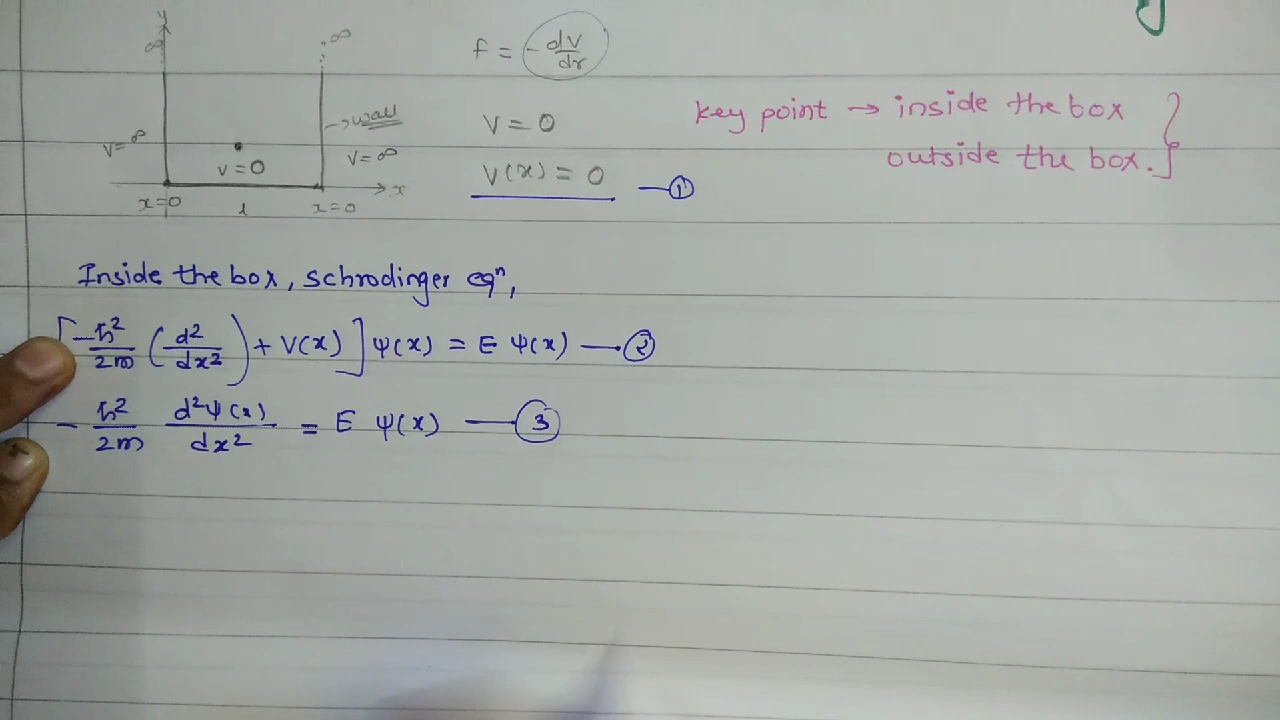 y
∞ ∞
f = - dv/dr
→ wall
v=∞ v=0 v=∞
x=0 l x=0 x
V = 0
V(x) = 0 — ①
key point → inside the box
outside the box.
Inside the box, schrodinger eqⁿ,
[-ħ²/2m (d²/dx²) + V(x)] ψ(x) = E ψ(x) — ②
- ħ²/2m d²ψ(x)/dx² = E ψ(x) — ③